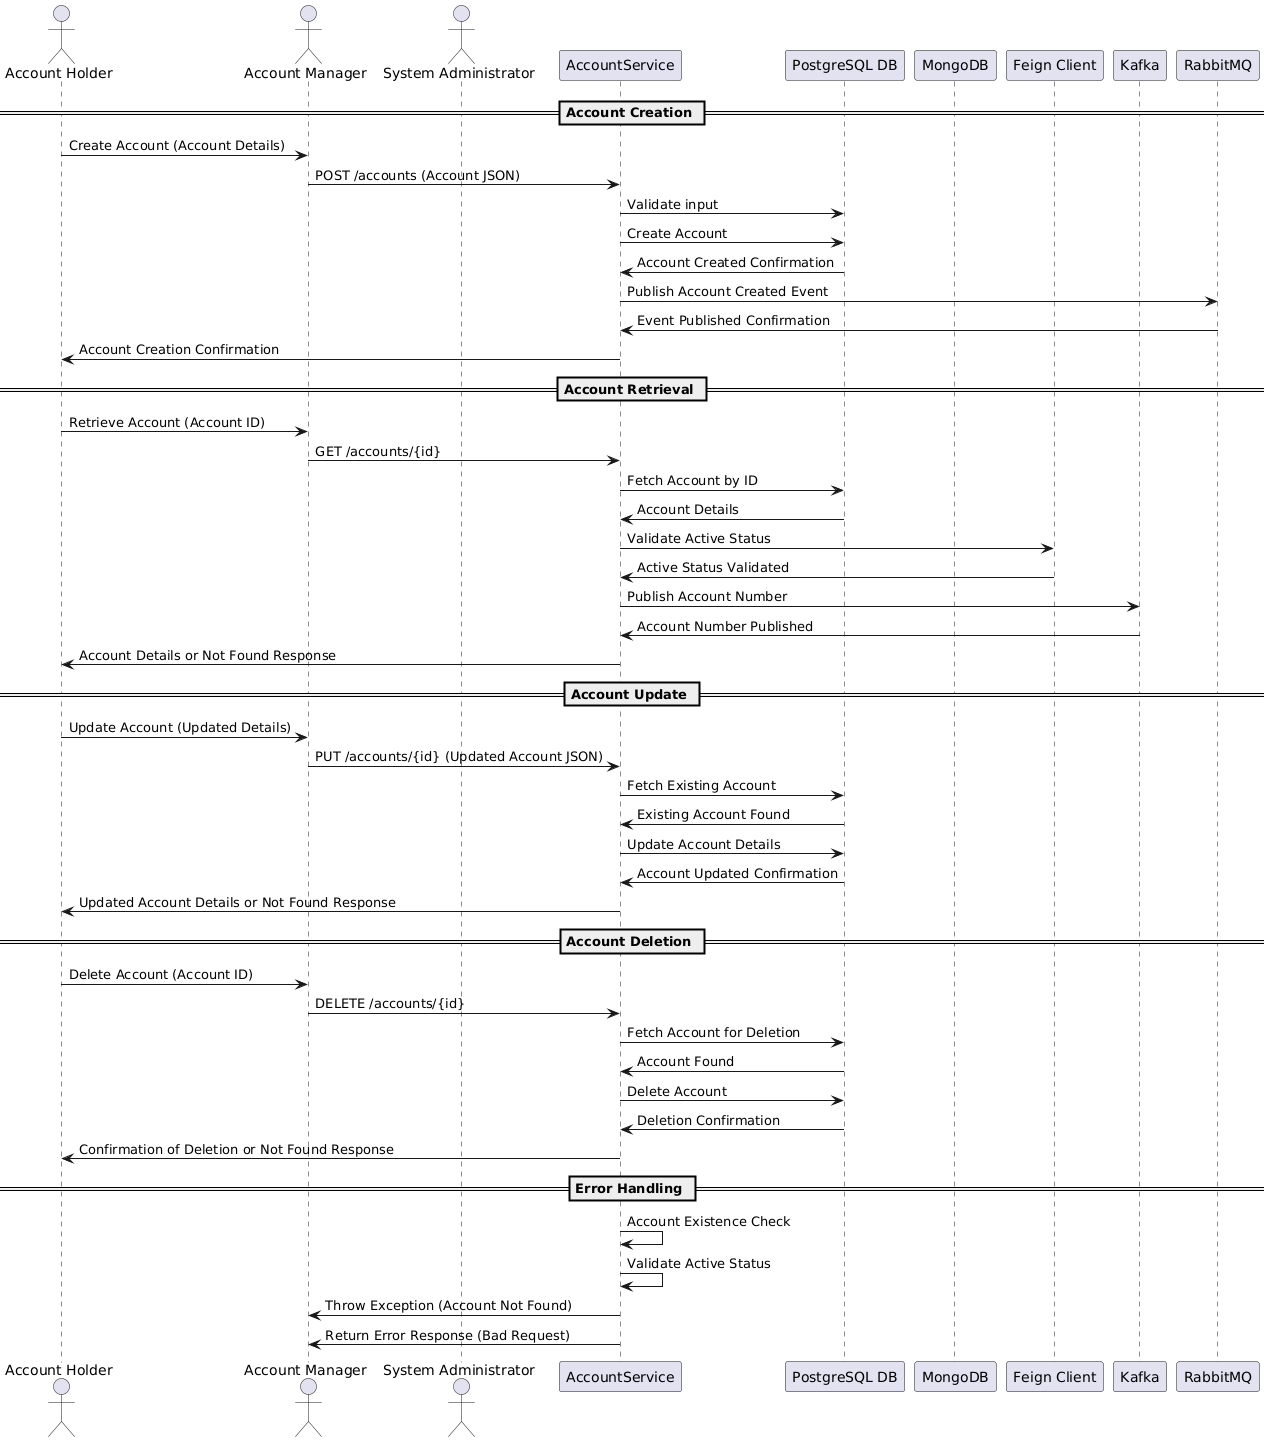 Account Holder
Account Manager
System Administrator
AccountService
PostgreSQL DB
MongoDB
Feign Client
Kafka
RabbitMQ
Account Creation
Create Account (Account Details)
POST /accounts (Account JSON)
Validate input
Create Account
Account Created Confirmation
Publish Account Created Event
Event Published Confirmation
Account Creation Confirmation
Account Retrieval
Retrieve Account (Account ID)
GET /accounts/{id}
Fetch Account by ID
Account Details
Validate Active Status
Active Status Validated
Publish Account Number
Account Number Published
Account Details or Not Found Response
Account Update
Update Account (Updated Details)
PUT /accounts/{id} (Updated Account JSON)
Fetch Existing Account
Existing Account Found
Update Account Details
Account Updated Confirmation
Updated Account Details or Not Found Response
Account Deletion
Delete Account (Account ID)
DELETE /accounts/{id}
Fetch Account for Deletion
Account Found
Delete Account
Deletion Confirmation
Confirmation of Deletion or Not Found Response
Error Handling
Account Existence Check
Validate Active Status
Throw Exception (Account Not Found)
Return Error Response (Bad Request)
Account Holder
Account Manager
System Administrator
AccountService
PostgreSQL DB
MongoDB
Feign Client
Kafka
RabbitMQ